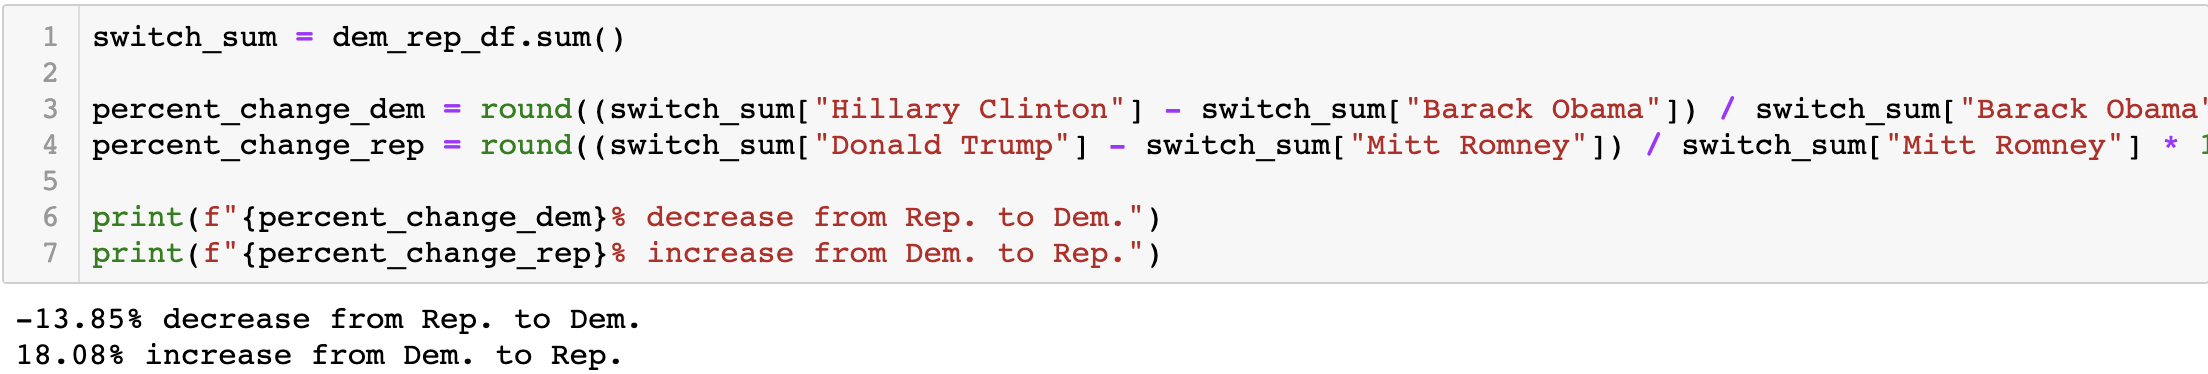 1 switch_sum = dem_rep_df.sum()
2
3 percent_change_dem = round((switch_sum["Hillary Clinton"] - switch_sum["Barack Obama"]) / switch_sum["Barack Obama"
4 percent_change_rep = round((switch_sum["Donald Trump"] - switch_sum["Mitt Romney"]) / switch_sum["Mitt Romney"] * 1
5
6 print(f"{percent_change_dem}% decrease from Rep. to Dem.")
7 print(f"{percent_change_rep}% increase from Dem. to Rep.")
-13.85% decrease from Rep. to Dem.
18.08% increase from Dem. to Rep.